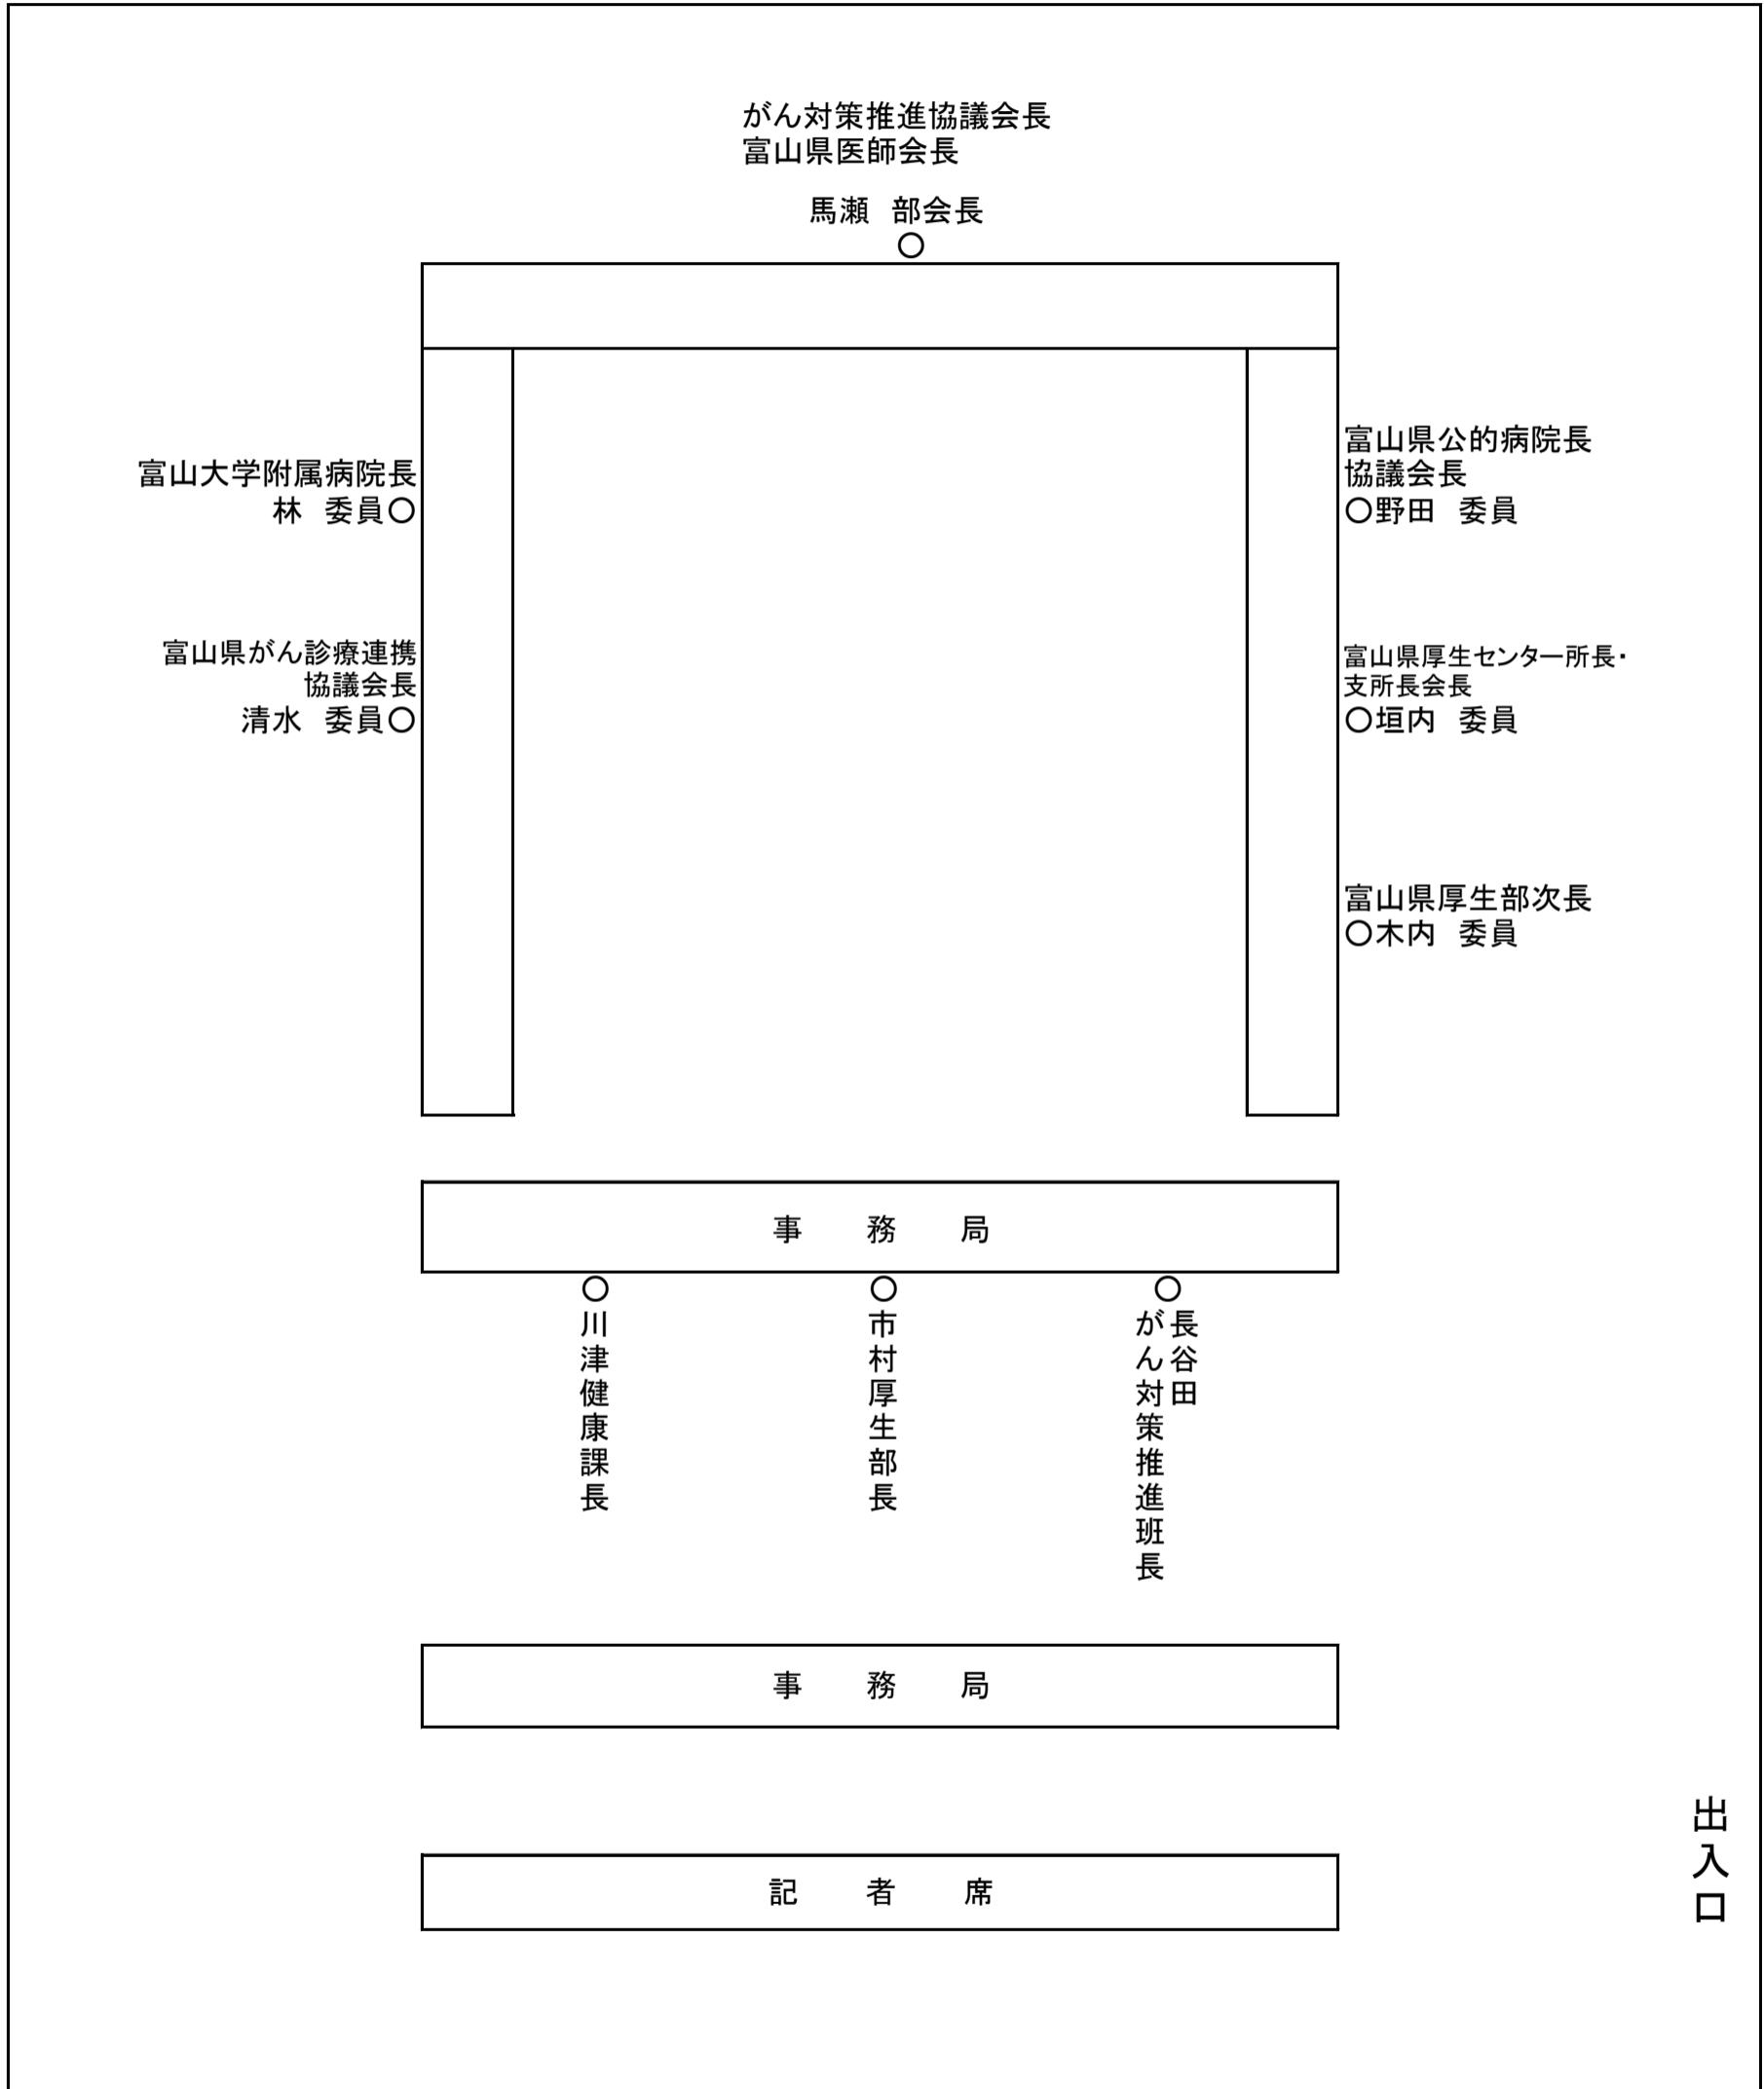 がん対策推進協議会長
富山県医師会長
馬瀬　部会長
○
富山大学附属病院長
林　委員○
富山県公的病院長
協議会長
○野田　委員
富山県がん診療連携
協議会長
清水　委員○
富山県厚生センター所長・
支所長会長
○垣内　委員
富山県厚生部次長
○木内　委員
事　務　局
○川津健康課長
○市村厚生部長
○長谷田
がん対策推進班長
事　務　局
記　者　席
出入口